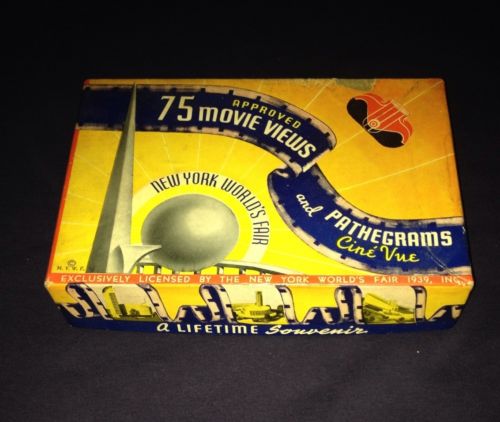 75 APPROVED MOVIE VIEWS
and PATHEGRAMS
Ciné Vue
NEW YORK WORLD'S FAIR
N.Y.W.F.
EXCLUSIVELY LICENSED BY THE NEW YORK WORLD'S FAIR 1939, INC.
A LIFETIME Souvenir